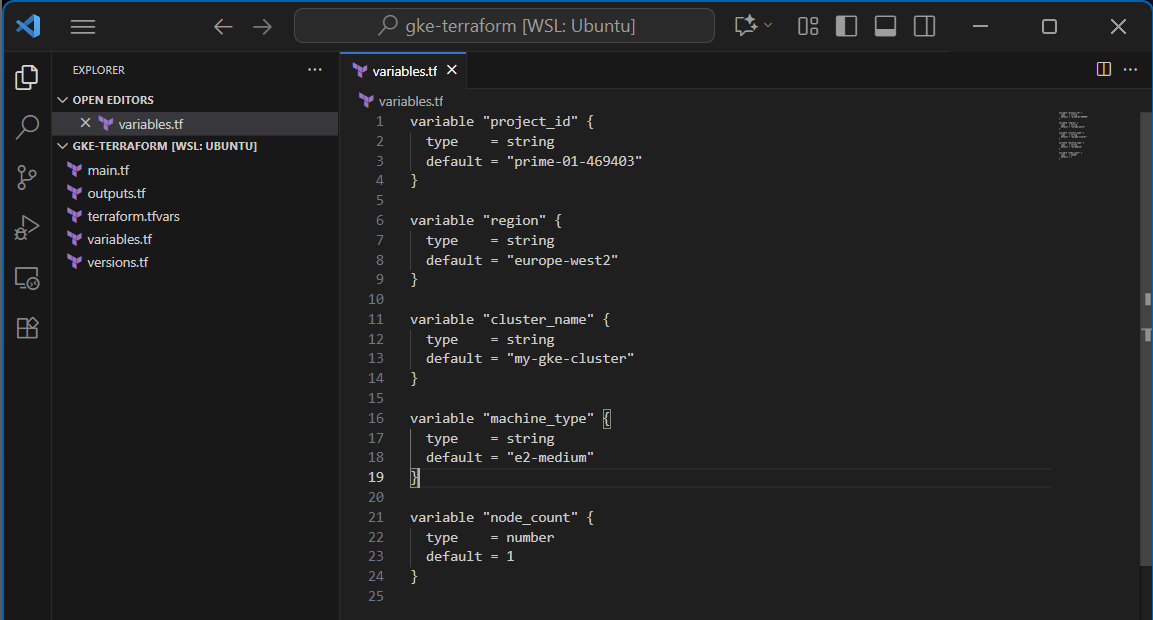 gke-terraform [WSL: Ubuntu]
EXPLORER
OPEN EDITORS
variables.tf
GKE-TERRAFORM [WSL: UBUNTU]
main.tf
outputs.tf
terraform.tfvars
variables.tf
versions.tf
variables.tf
variables.tf
1 variable "project_id" {
2   type    = string
3   default = "prime-01-469403"
4 }
5
6 variable "region" {
7   type    = string
8   default = "europe-west2"
9 }
10
11 variable "cluster_name" {
12   type    = string
13   default = "my-gke-cluster"
14 }
15
16 variable "machine_type" {
17   type    = string
18   default = "e2-medium"
19 }
20
21 variable "node_count" {
22   type    = number
23   default = 1
24 }
25